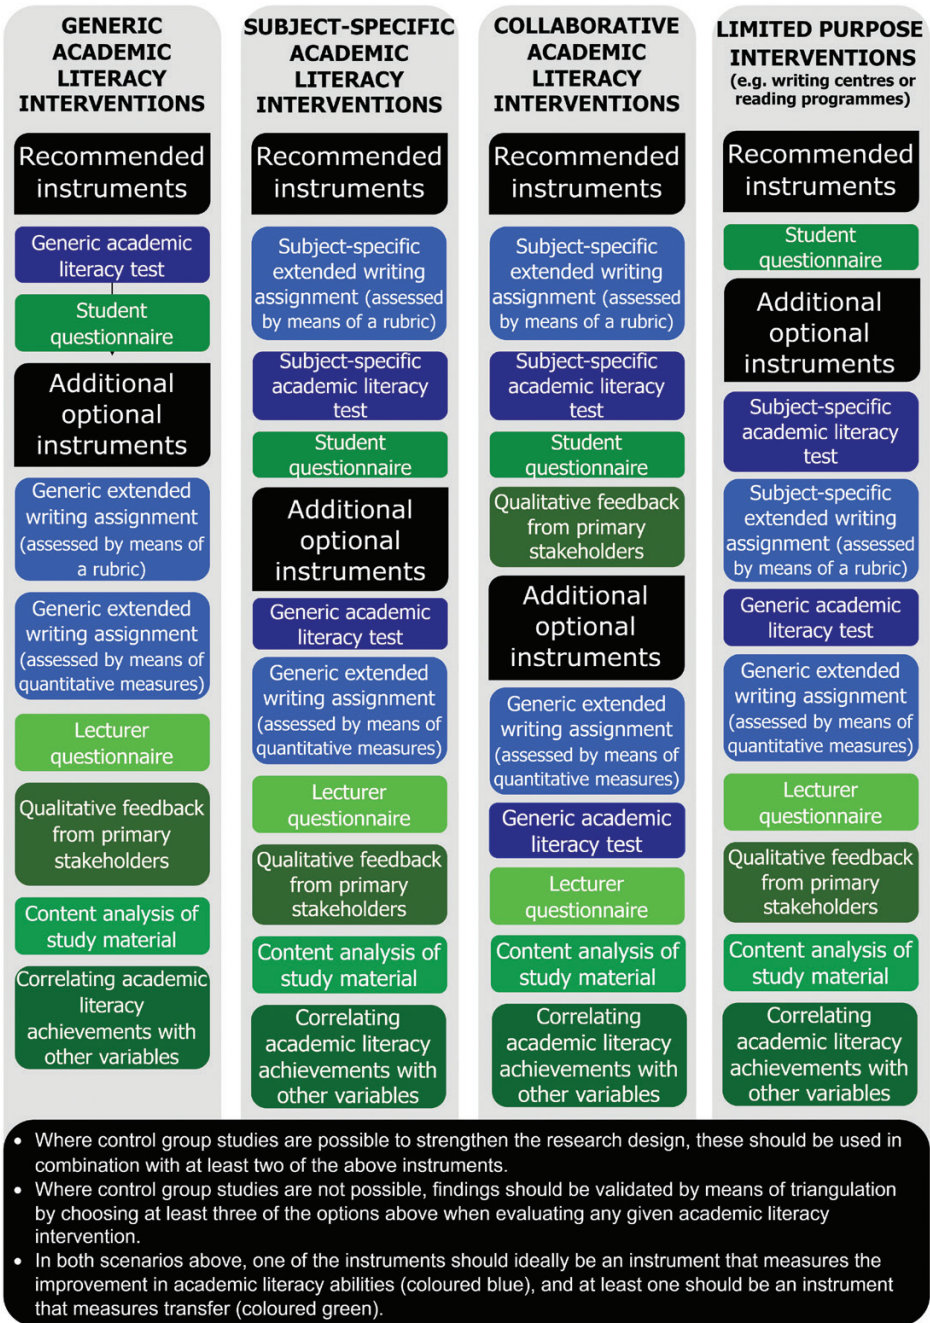 GENERIC
ACADEMIC
LITERACY
INTERVENTIONS
Recommended
instruments
Generic academic
literacy test
Student
questionnaire
Additional
optional
instruments
Generic extended
writing assignment
(assessed by means of
a rubric)
Generic extended
writing assignment
(assessed by means of
quantitative measures)
Lecturer
questionnaire
Qualitative feedback
from primary
stakeholders
Content analysis of
study material
Correlating academic
literacy
achievements with
other variables
SUBJECT-SPECIFIC
ACADEMIC
LITERACY
INTERVENTIONS
Recommended
instruments
Subject-specific
extended writing
assignment (assessed
by means of a rubric)
Subject-specific
academic literacy
test
Student
questionnaire
Additional
optional
instruments
Generic academic
literacy test
Generic extended
writing assignment
(assessed by means of
quantitative measures)
Lecturer
questionnaire
Qualitative feedback
from primary
stakeholders
Content analysis of
study material
Correlating
academic literacy
achievements with
other variables
COLLABORATIVE
ACADEMIC
LITERACY
INTERVENTIONS
Recommended
instruments
Subject-specific
extended writing
assignment (assessed
by means of a rubric)
Subject-specific
academic literacy
test
Student
questionnaire
Qualitative feedback
from primary
stakeholders
Additional
optional
instruments
Generic extended
writing assignment
(assessed by means of
quantitative measures)
Generic academic
literacy test
Lecturer
questionnaire
Content analysis of
study material
Correlating
academic literacy
achievements with
other variables
LIMITED PURPOSE
INTERVENTIONS
(e.g. writing centres or
reading programmes)
Recommended
instruments
Student
questionnaire
Additional
optional
instruments
Subject-specific
academic literacy
test
Subject-specific
extended writing
assignment (assessed
by means of a rubric)
Generic academic
literacy test
Generic extended
writing assignment
(assessed by means of
quantitative measures)
Lecturer
questionnaire
Qualitative feedback
from primary
stakeholders
Content analysis of
study material
Correlating
academic literacy
achievements with
other variables
• Where control group studies are possible to strengthen the research design, these should be used in
combination with at least two of the above instruments.
• Where control group studies are not possible, findings should be validated by means of triangulation
by choosing at least three of the options above when evaluating any given academic literacy
intervention.
• In both scenarios above, one of the instruments should ideally be an instrument that measures the
improvement in academic literacy abilities (coloured blue), and at least one should be an instrument
that measures transfer (coloured green).